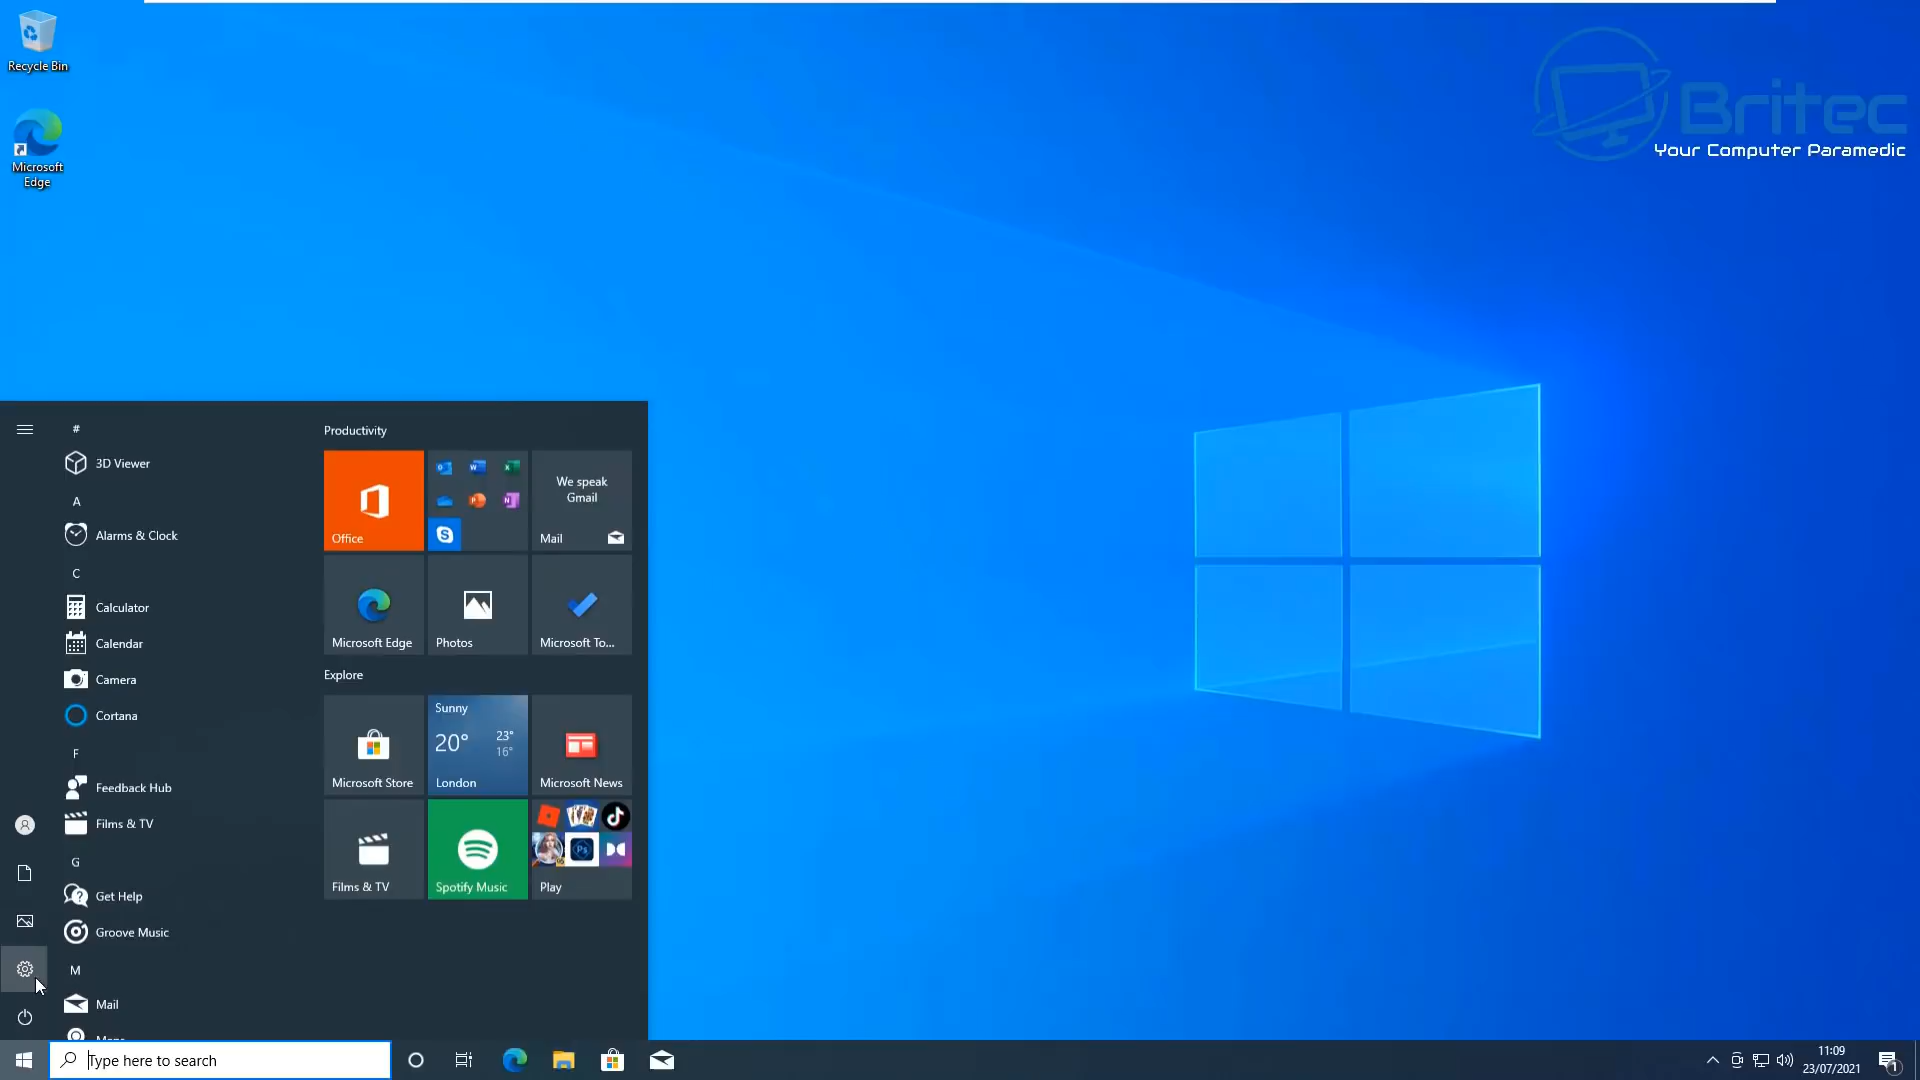 Recycle Bin
Microsoft
Edge
Britec
Your Computer Paramedic
#
3D Viewer
A
Alarms & Clock
C
Calculator
Calendar
Camera
Cortana
F
Feedback Hub
Films & TV
G
Get Help
Groove Music
M
Mail
Productivity
Office
We speak
Gmail
Mail
Microsoft Edge
Photos
Microsoft To...
Explore
Microsoft Store
Sunny
20°
23°
16°
London
Microsoft News
Films & TV
Spotify Music
Play
Type here to search
11:09
23/07/2021
1